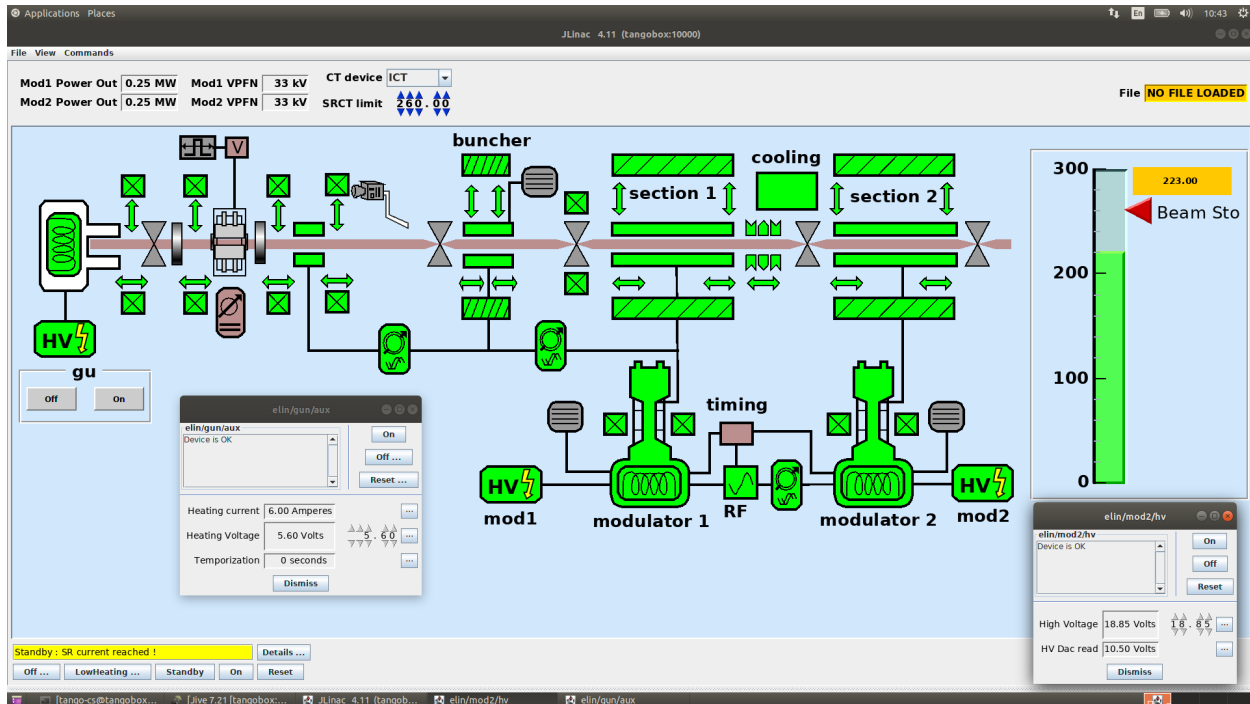 Applications Places
En 10:43
JLinac 4.11 (tangobox:10000)
File View Commands
Mod1 Power Out 0.25 MW Mod1 VPFN 33 kV CT device ICT
Mod2 Power Out 0.25 MW Mod2 VPFN 33 kV SRCT limit 260.00
File NO FILE LOADED
buncher
cooling
section 1
section 2
V
300
223.00
Beam Sto
200
100
0
HV
gu
Off On
timing
HV
mod1
modulator 1
RF
modulator 2
HV
mod2
elin/gun/aux
elin/gun/aux
Device is OK
On
Off ...
Reset ...
Heating current 6.00 Amperes ...
Heating Voltage 5.60 Volts 5.60 ...
Temporization 0 seconds ...
Dismiss
elin/mod2/hv
elin/mod2/hv
Device is OK
On
Off
Reset
High Voltage 18.85 Volts 18.85 ...
HV Dac read 10.50 Volts ...
Dismiss
Standby : SR current reached !
Details ...
Off ... LowHeating ... Standby On Reset
[tango-cs@tangobox... [Jive 7.21 [tangobox:... JLinac 4.11 (tangob... elin/mod2/hv elin/gun/aux